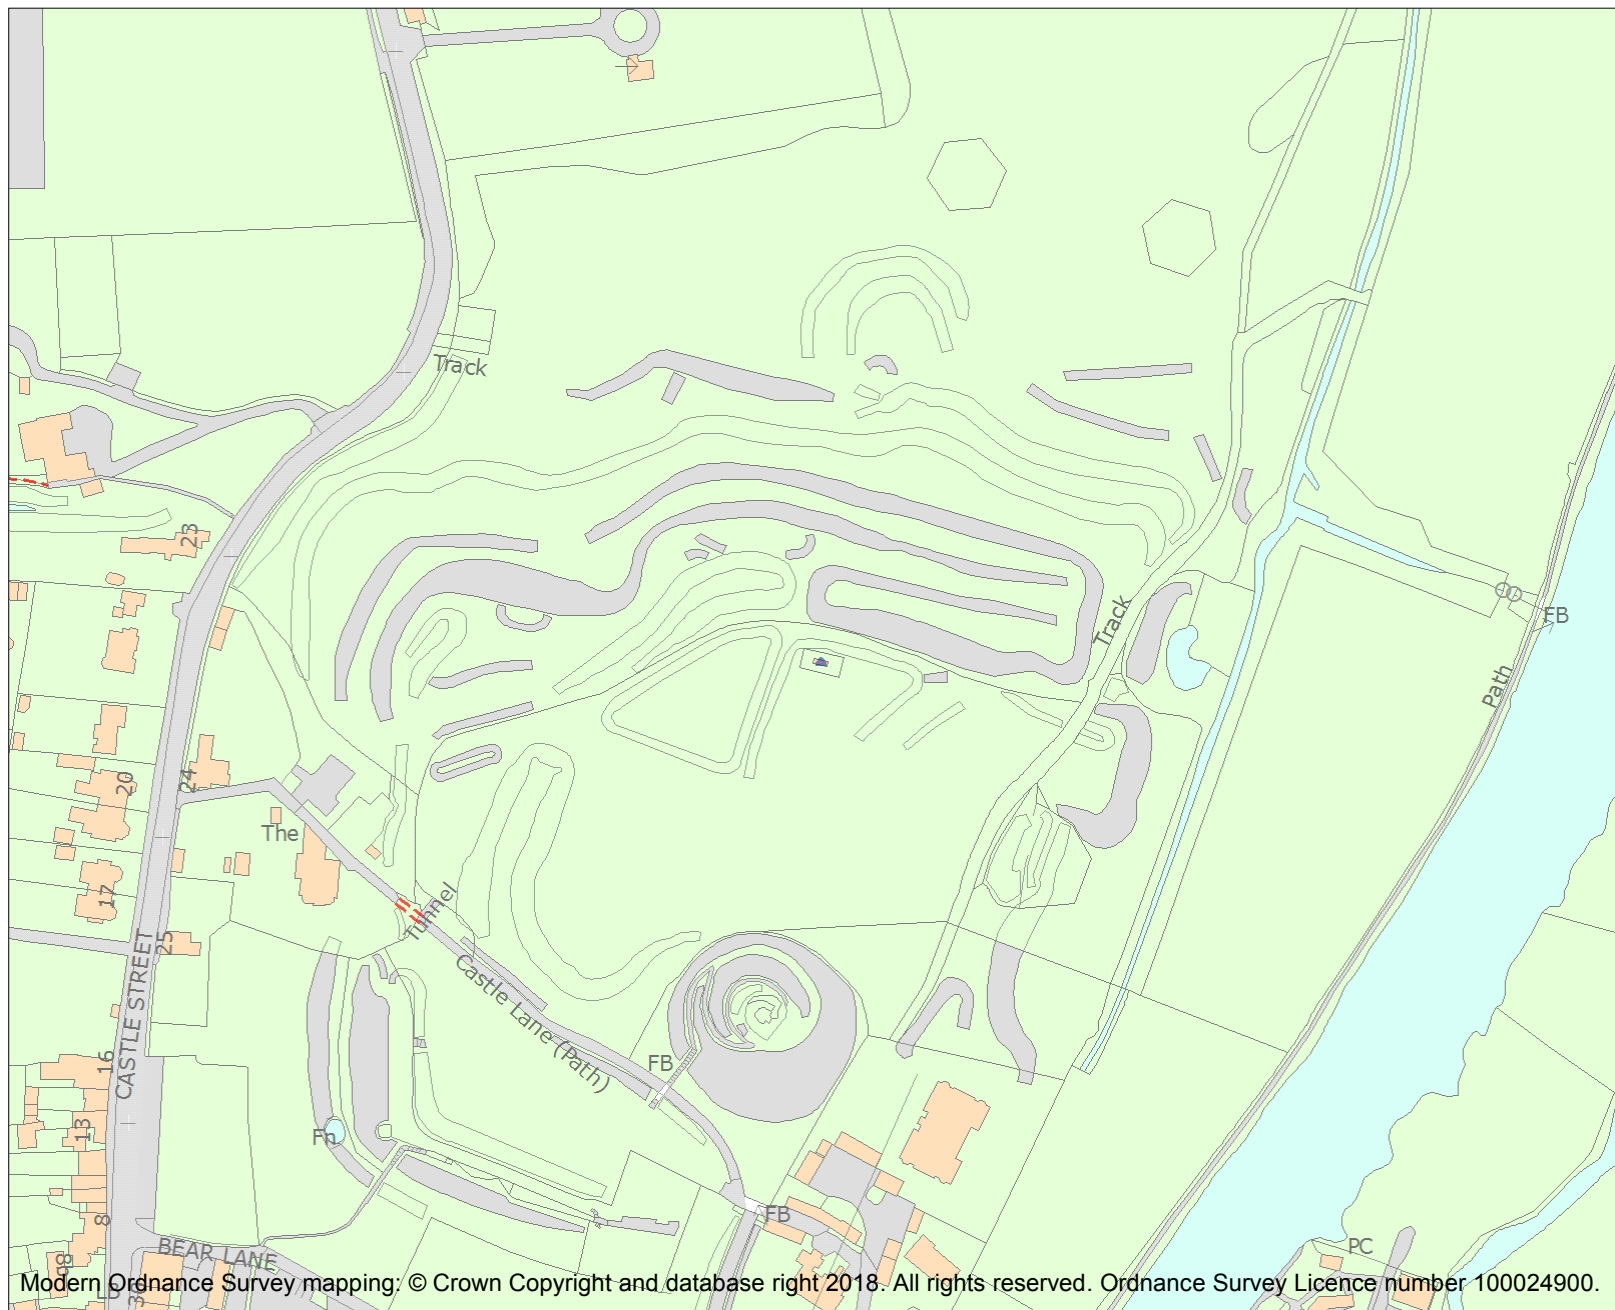 Track
23
Track
FB
Path
20
24
The
17
Tunnel
25
CASTLE STREET
Castle Lane (Path)
16
FB
13
Fn
8
FB
BEAR LANE
PC
Modern Ordnance Survey mapping: © Crown Copyright and database right 2018. All rights reserved. Ordnance Survey Licence number 100024900.